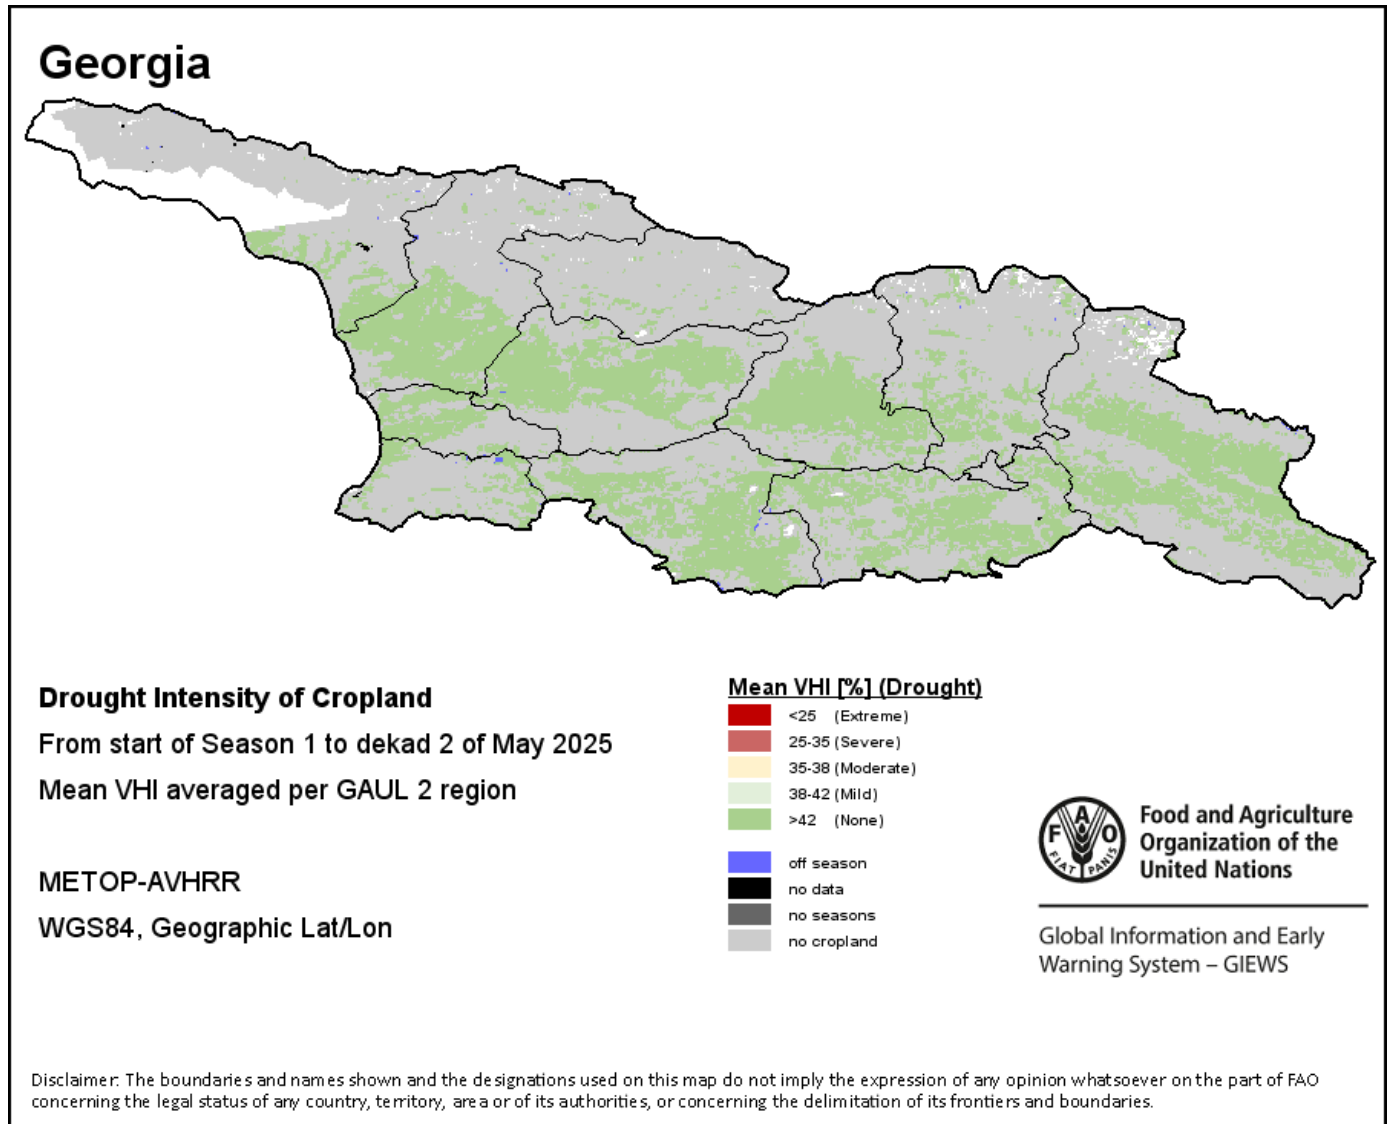 Georgia
Drought Intensity of Cropland
From start of Season 1 to dekad 2 of May 2025
Mean VHI averaged per GAUL 2 region
METOP-AVHRR
WGS84, Geographic Lat/Lon
Mean VHI [%] (Drought)
<25 (Extreme)
25-35 (Severe)
35-38 (Moderate)
38-42 (Mild)
>42 (None)
off season
no data
no seasons
no cropland
F A O
FIAT PANIS
Food and Agriculture
Organization of the
United Nations
Global Information and Early
Warning System – GIEWS
Disclaimer: The boundaries and names shown and the designations used on this map do not imply the expression of any opinion whatsoever on the part of FAO
concerning the legal status of any country, territory, area or of its authorities, or concerning the delimitation of its frontiers and boundaries.